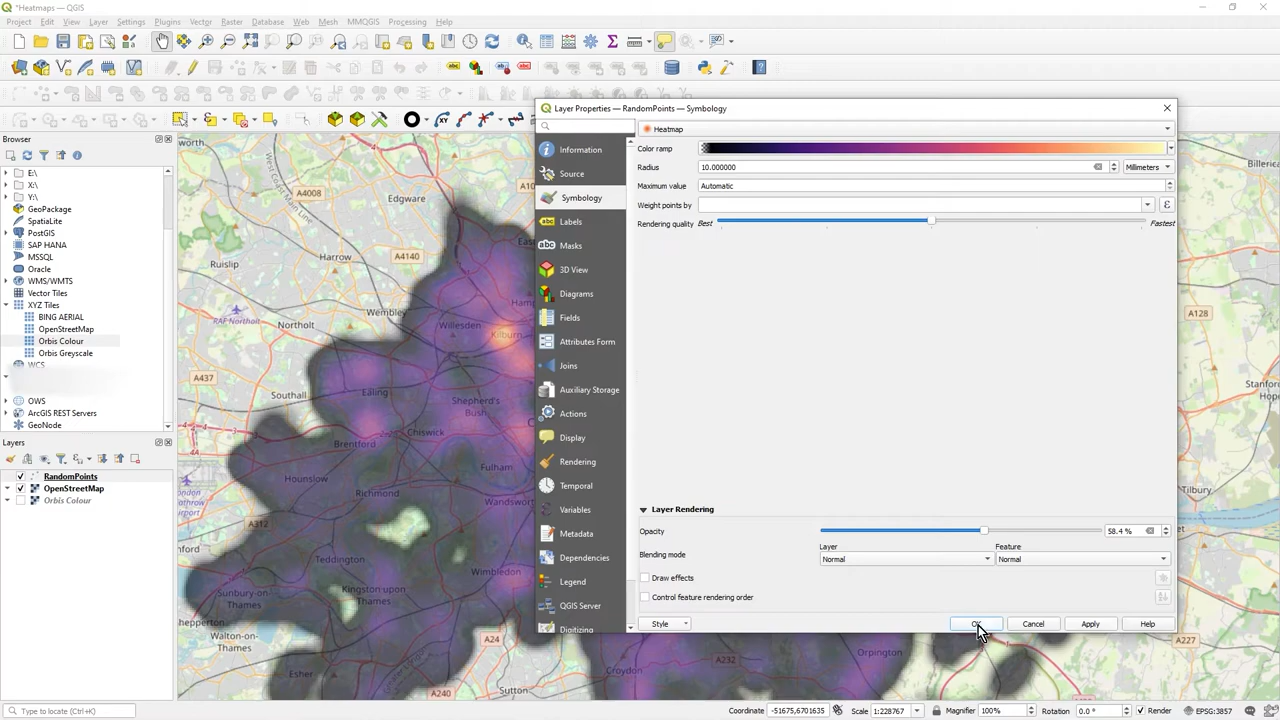 *Heatmaps — QGIS
Project Edit View Layer Settings Plugins Vector Raster Database Web Mesh MMQGIS Processing Help
Browser
E:\
X:\
Y:\
GeoPackage
SpatiaLite
PostGIS
SAP HANA
MSSQL
Oracle
WMS/WMTS
Vector Tiles
XYZ Tiles
BING AERIAL
OpenStreetMap
Orbis Colour
Orbis Greyscale
WCS
OWS
ArcGIS REST Servers
GeoNode
Layers
RandomPoints
OpenStreetMap
Orbis Colour
Edgware
A4008
Harrow
A4140
Ruislip
RAF Northolt
Wembley
Northolt
Willesden
Kilburn
A437
Ealing
Southall
Shepherd's
Bush
Brentford
Chiswick
Fulham
Hounslow
Richmond
A312
Teddington
Wimbledon
Sunbury-on
Thames
Kingston upon
Thames
Walton-on-
Thames
A24
Esher
A240
Sutton
Croydon
A232
Orpington
Billerica
A128
Tilbury
A227
Layer Properties — RandomPoints — Symbology
Information
Source
Symbology
Labels
Masks
3D View
Diagrams
Fields
Attributes Form
Joins
Auxiliary Storage
Actions
Display
Rendering
Temporal
Variables
Metadata
Dependencies
Legend
QGIS Server
Digitizing
Heatmap
Color ramp
Radius 10.000000 Millimeters
Maximum value Automatic
Weight points by
Rendering quality Best Fastest
Layer Rendering
Opacity 58.4 %
Layer Feature
Blending mode Normal Normal
Draw effects
Control feature rendering order
Style Cancel Apply Help
Type to locate (Ctrl+K) Coordinate -51675,6701635 Scale 1:228767 Magnifier 100% Rotation 0.0 ° Render EPSG:3857